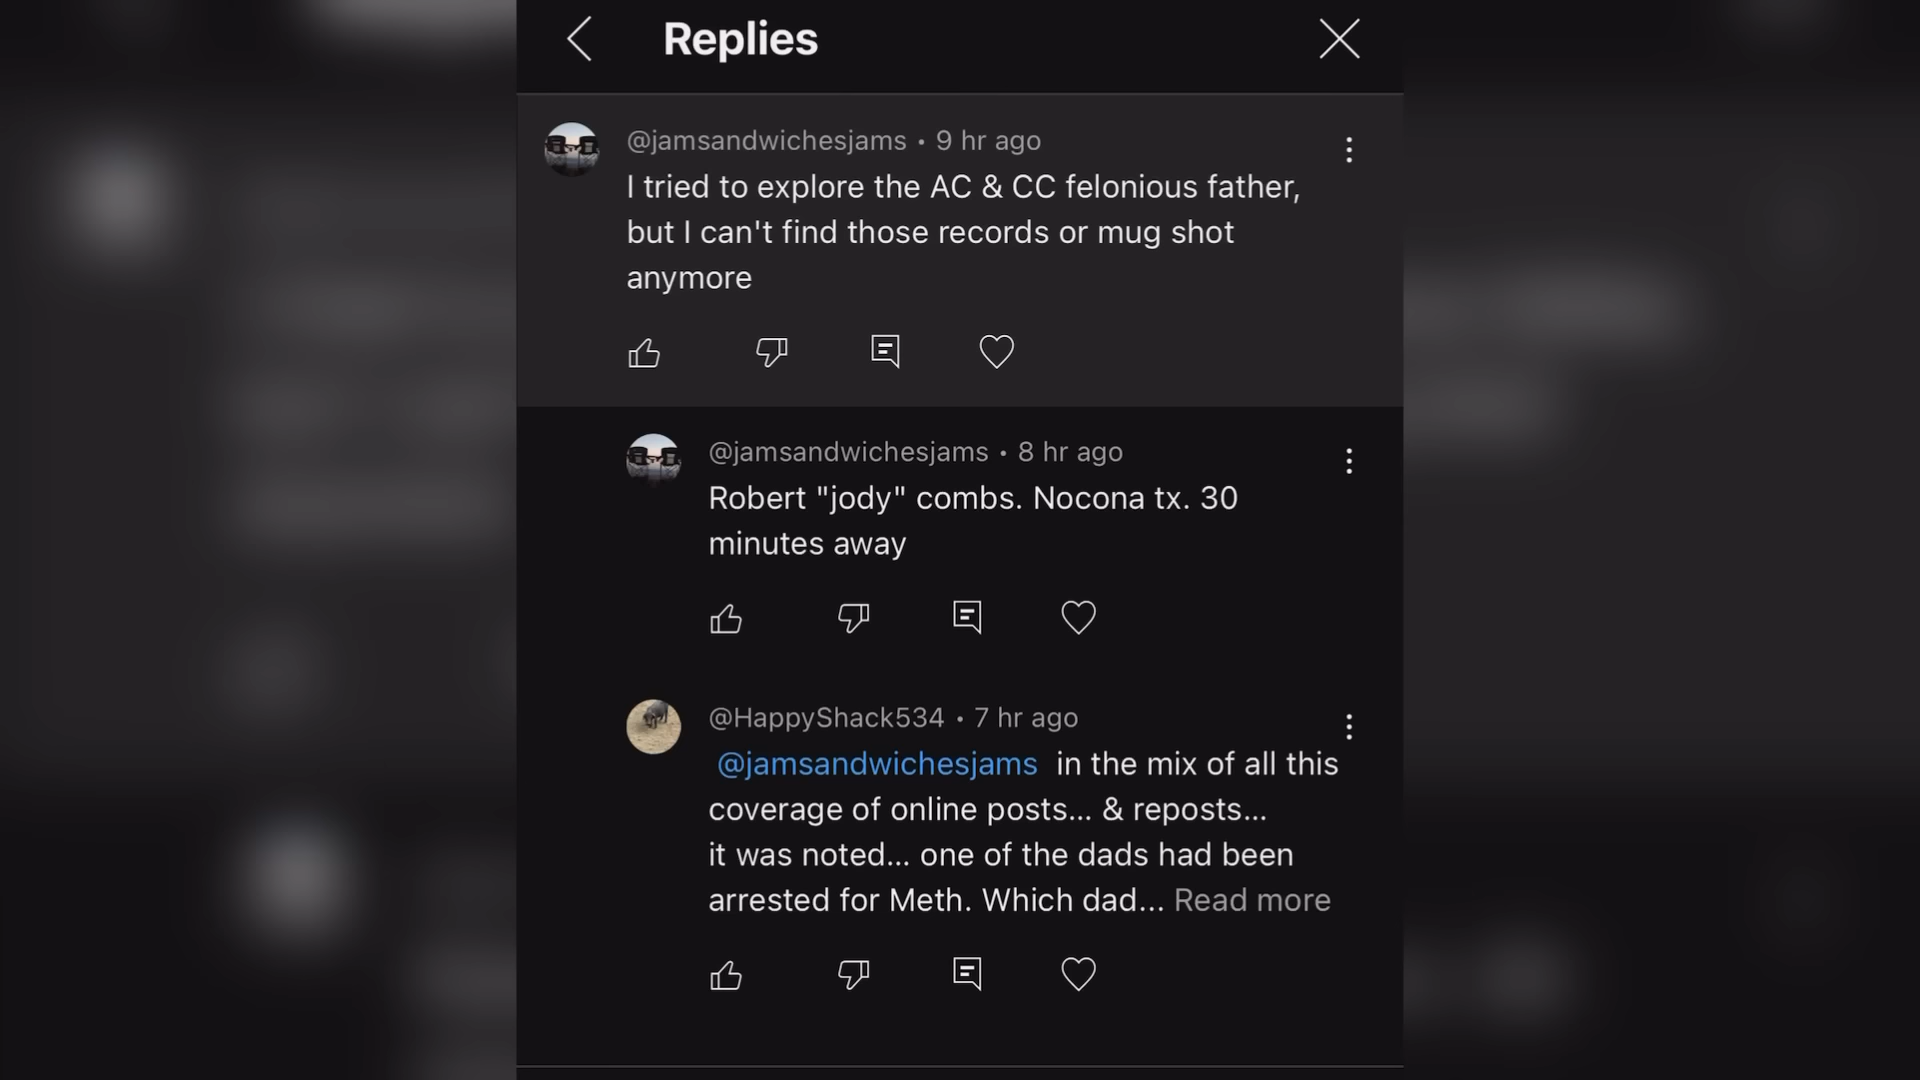 Replies
@jamsandwichesjams • 9 hr ago
I tried to explore the AC & CC felonious father,
but I can't find those records or mug shot
anymore
@jamsandwichesjams • 8 hr ago
Robert "jody" combs. Nocona tx. 30
minutes away
@HappyShack534 • 7 hr ago
@jamsandwichesjams in the mix of all this
coverage of online posts... & reposts...
it was noted... one of the dads had been
arrested for Meth. Which dad... Read more